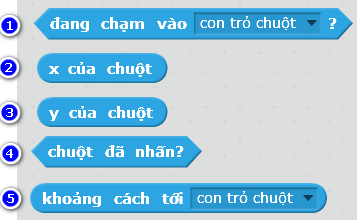 1 đang chạm vào con trỏ chuột ?
2 x của chuột
3 y của chuột
4 chuột đã nhấn?
5 khoảng cách tới con trỏ chuột